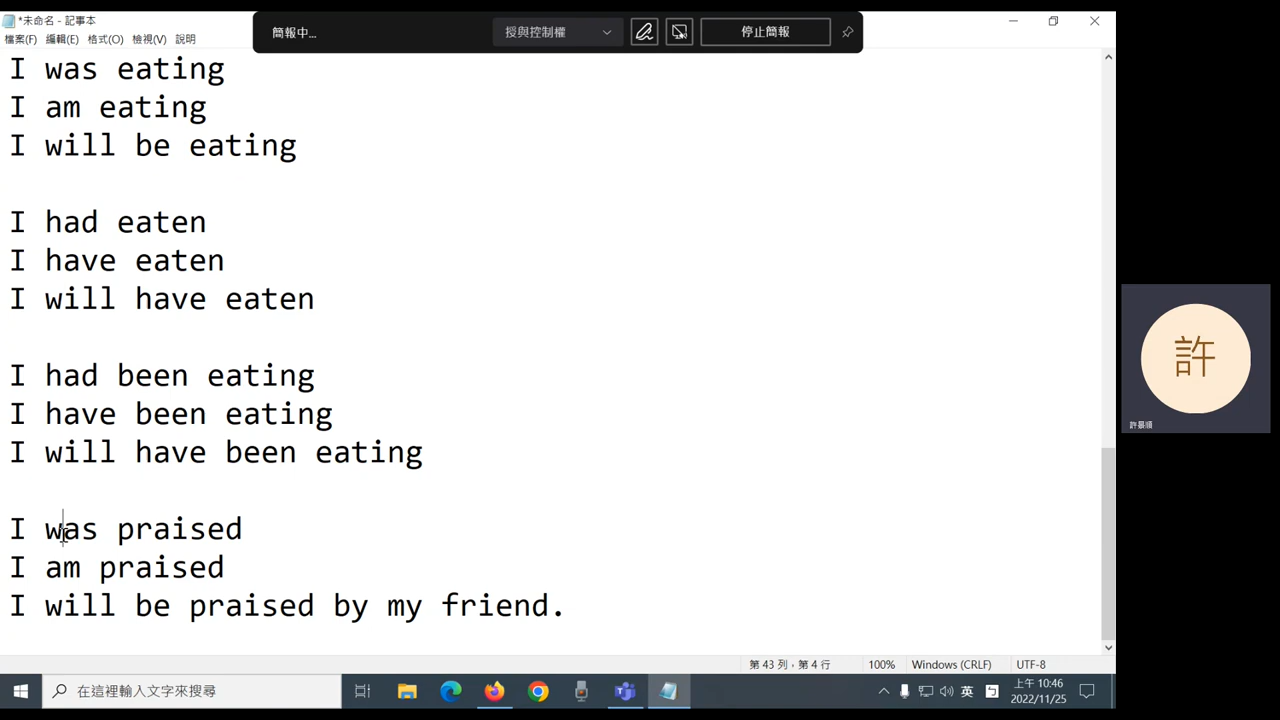 *未命名 - 記事本
檔案(F) 編輯(E) 格式(O) 檢視(V) 說明
簡報中...
授與控制權
停止簡報
I was eating
I am eating
I will be eating
I had eaten
I have eaten
I will have eaten
I had been eating
I have been eating
I will have been eating
I was praised
I am praised
I will be praised by my friend.
許
許景順
第 43 列，第 4 行
100%
Windows (CRLF)
UTF-8
在這裡輸入文字來搜尋
英
上午 10:46
2022/11/25